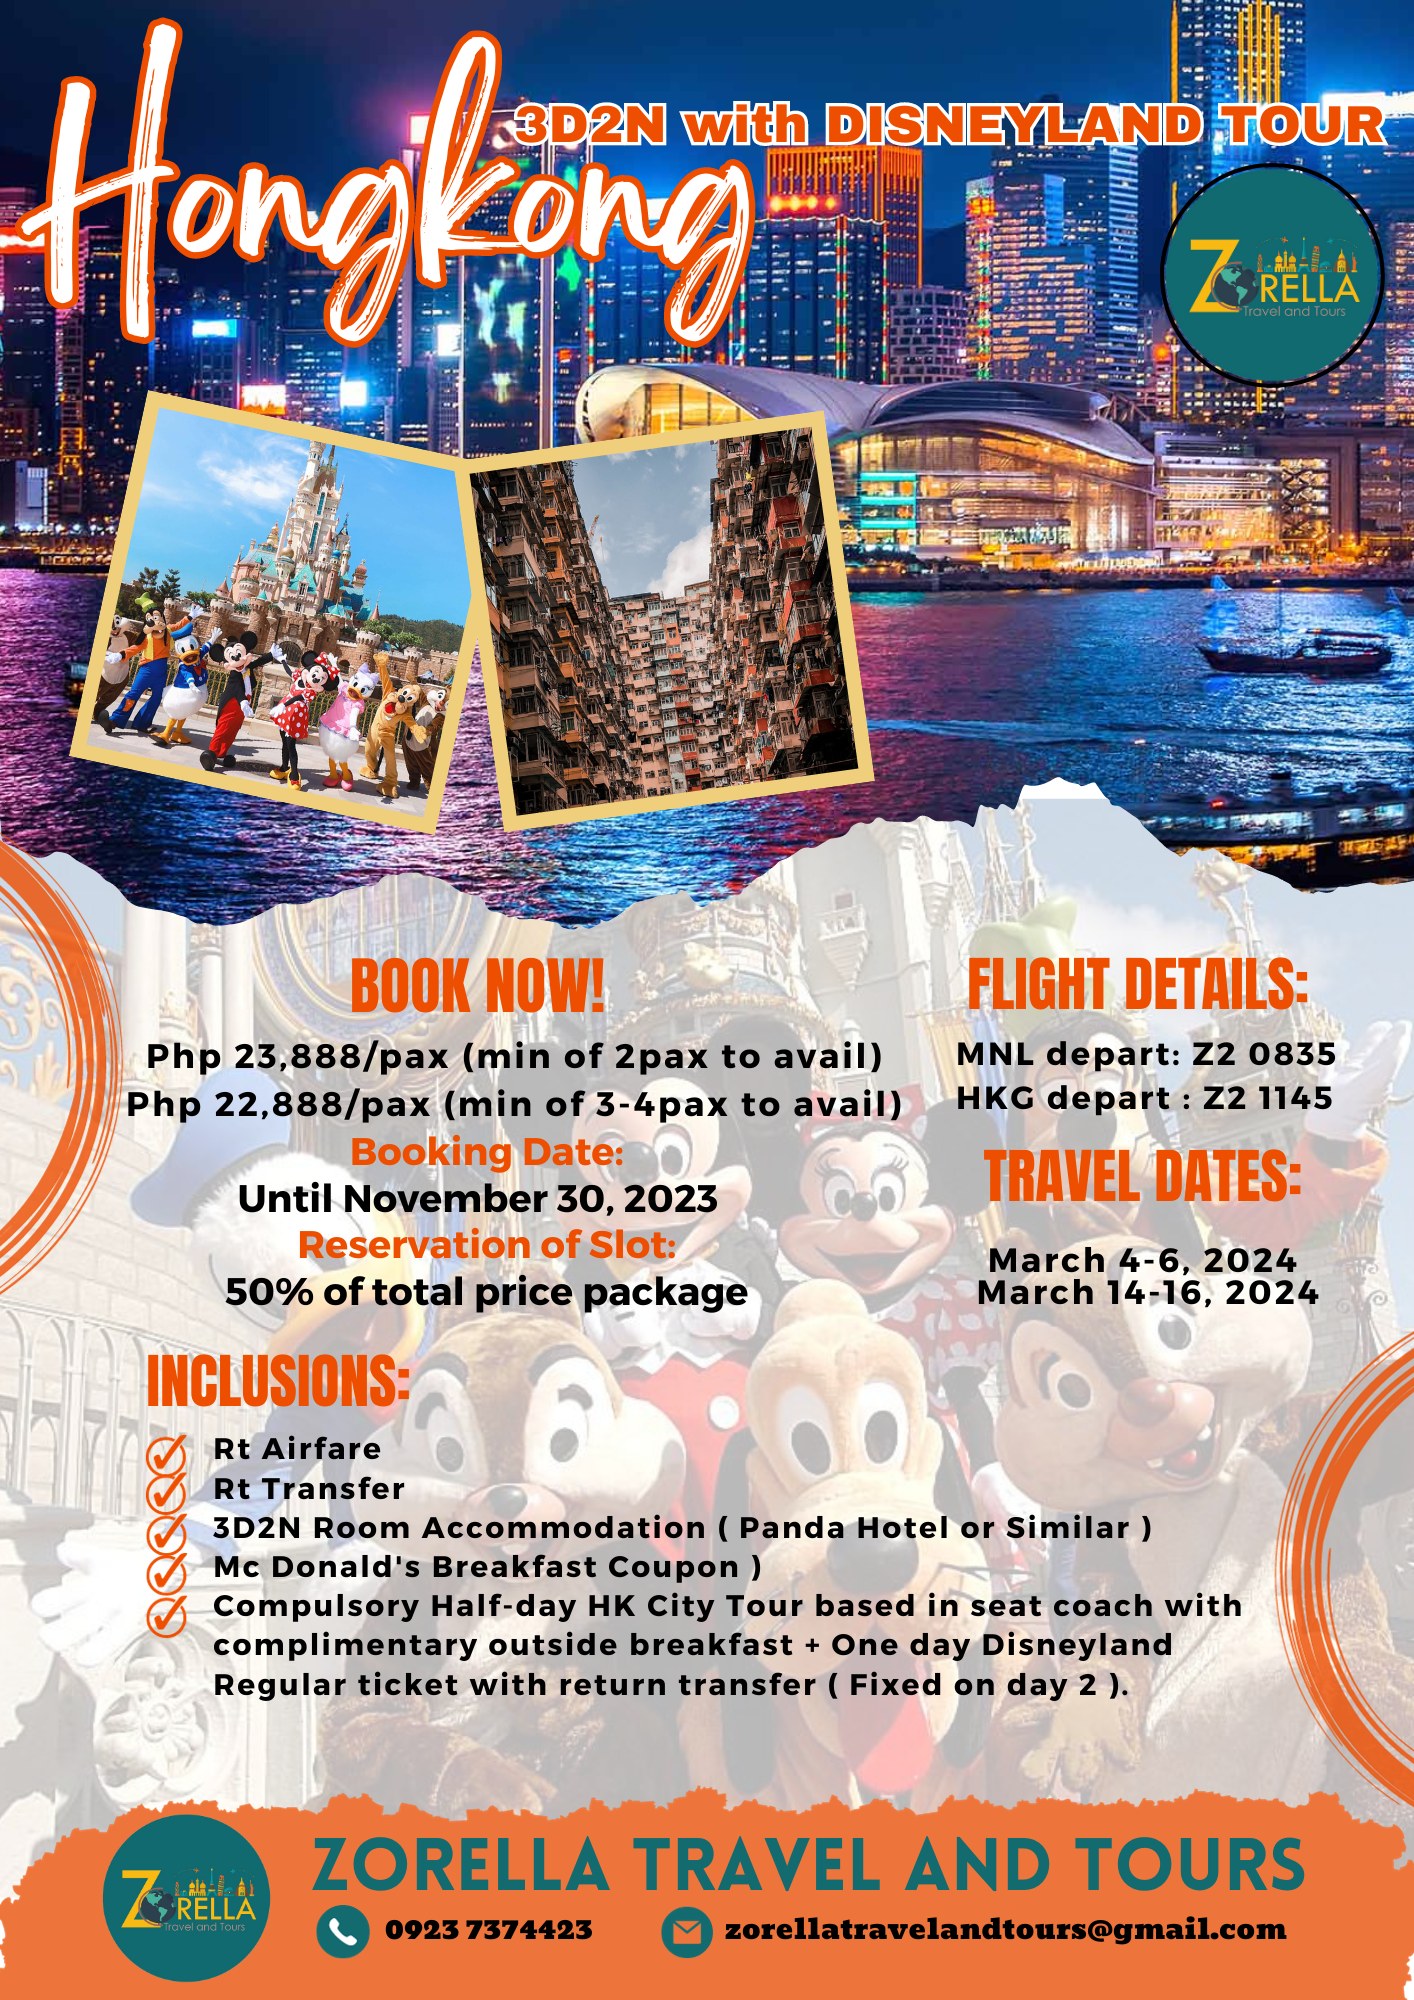 Hongkong
3D2N with DISNEYLAND TOUR
ZORELLA
Travel and Tours
BOOK NOW!
Php 23,888/pax (min of 2pax to avail)
Php 22,888/pax (min of 3-4pax to avail)
Booking Date:
Until November 30, 2023
Reservation of Slot:
50% of total price package
FLIGHT DETAILS:
MNL depart: Z2 0835
HKG depart : Z2 1145
TRAVEL DATES:
March 4-6, 2024
March 14-16, 2024
INCLUSIONS:
Rt Airfare
Rt Transfer
3D2N Room Accommodation ( Panda Hotel or Similar )
Mc Donald's Breakfast Coupon )
Compulsory Half-day HK City Tour based in seat coach with
complimentary outside breakfast + One day Disneyland
Regular ticket with return transfer ( Fixed on day 2 ).
ZORELLA
Travel and Tours
ZORELLA TRAVEL AND TOURS
0923 7374423
zorellatravelandtours@gmail.com